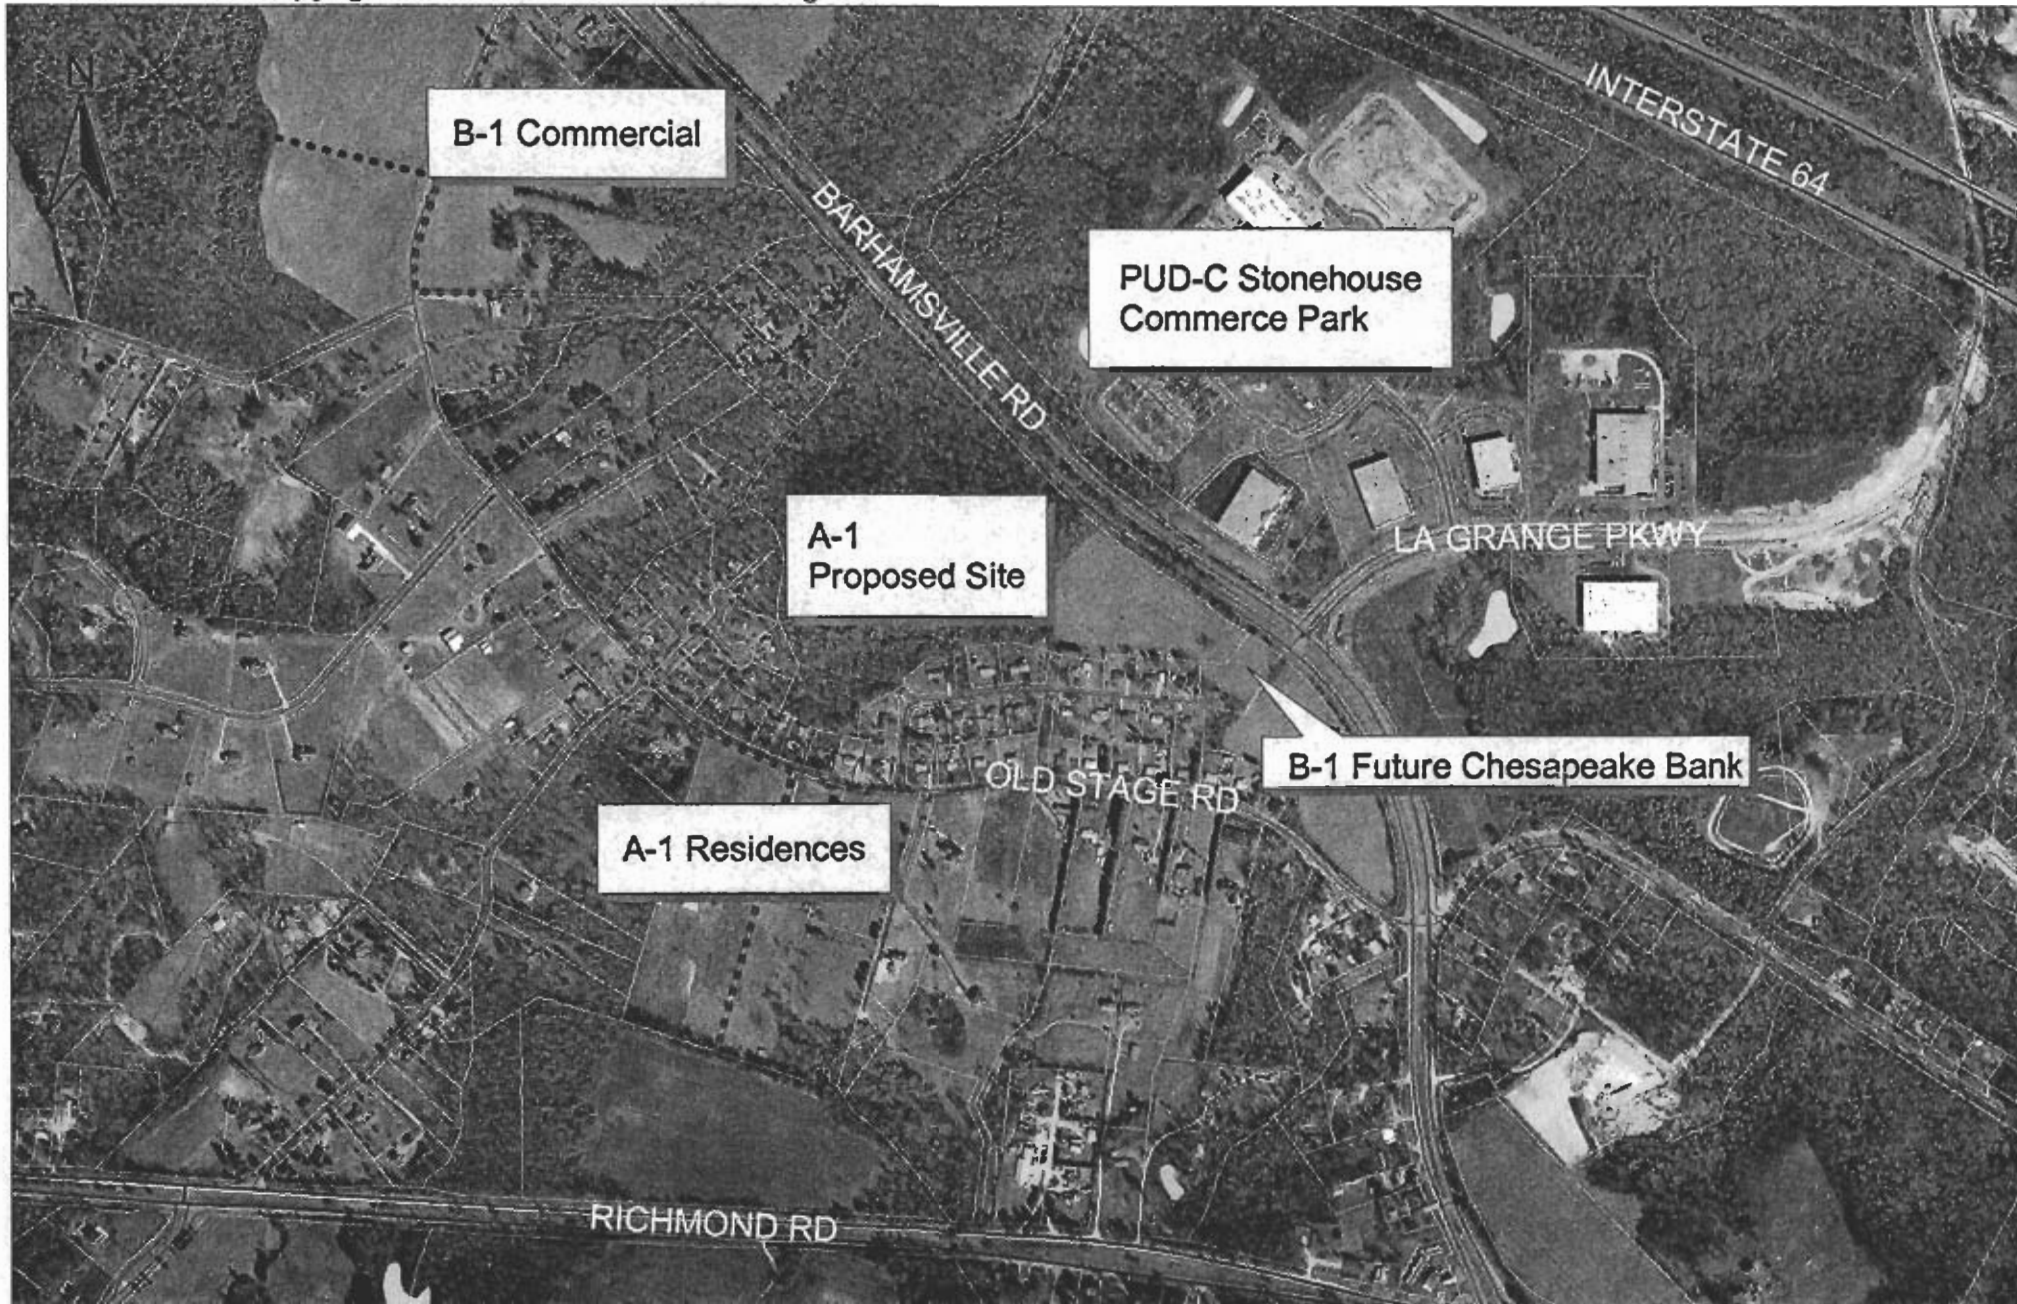 N
B-1 Commercial
INTERSTATE 64
BARHAMSVILLE RD
PUD-C Stonehouse
Commerce Park
A-1
Proposed Site
LA GRANGE PKWY
B-1 Future Chesapeake Bank
OLD STAGE RD
A-1 Residences
RICHMOND RD